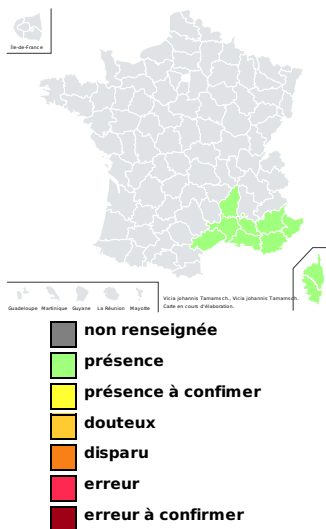 Île-de-France
Guadeloupe Martinique Guyane La Réunion Mayotte
Vicia johannis Tamamsch., Vicia johannis Tamamsch.
Carte en cours d'élaboration.
non renseignée
présence
présence à confimer
douteux
disparu
erreur
erreur à confirmer